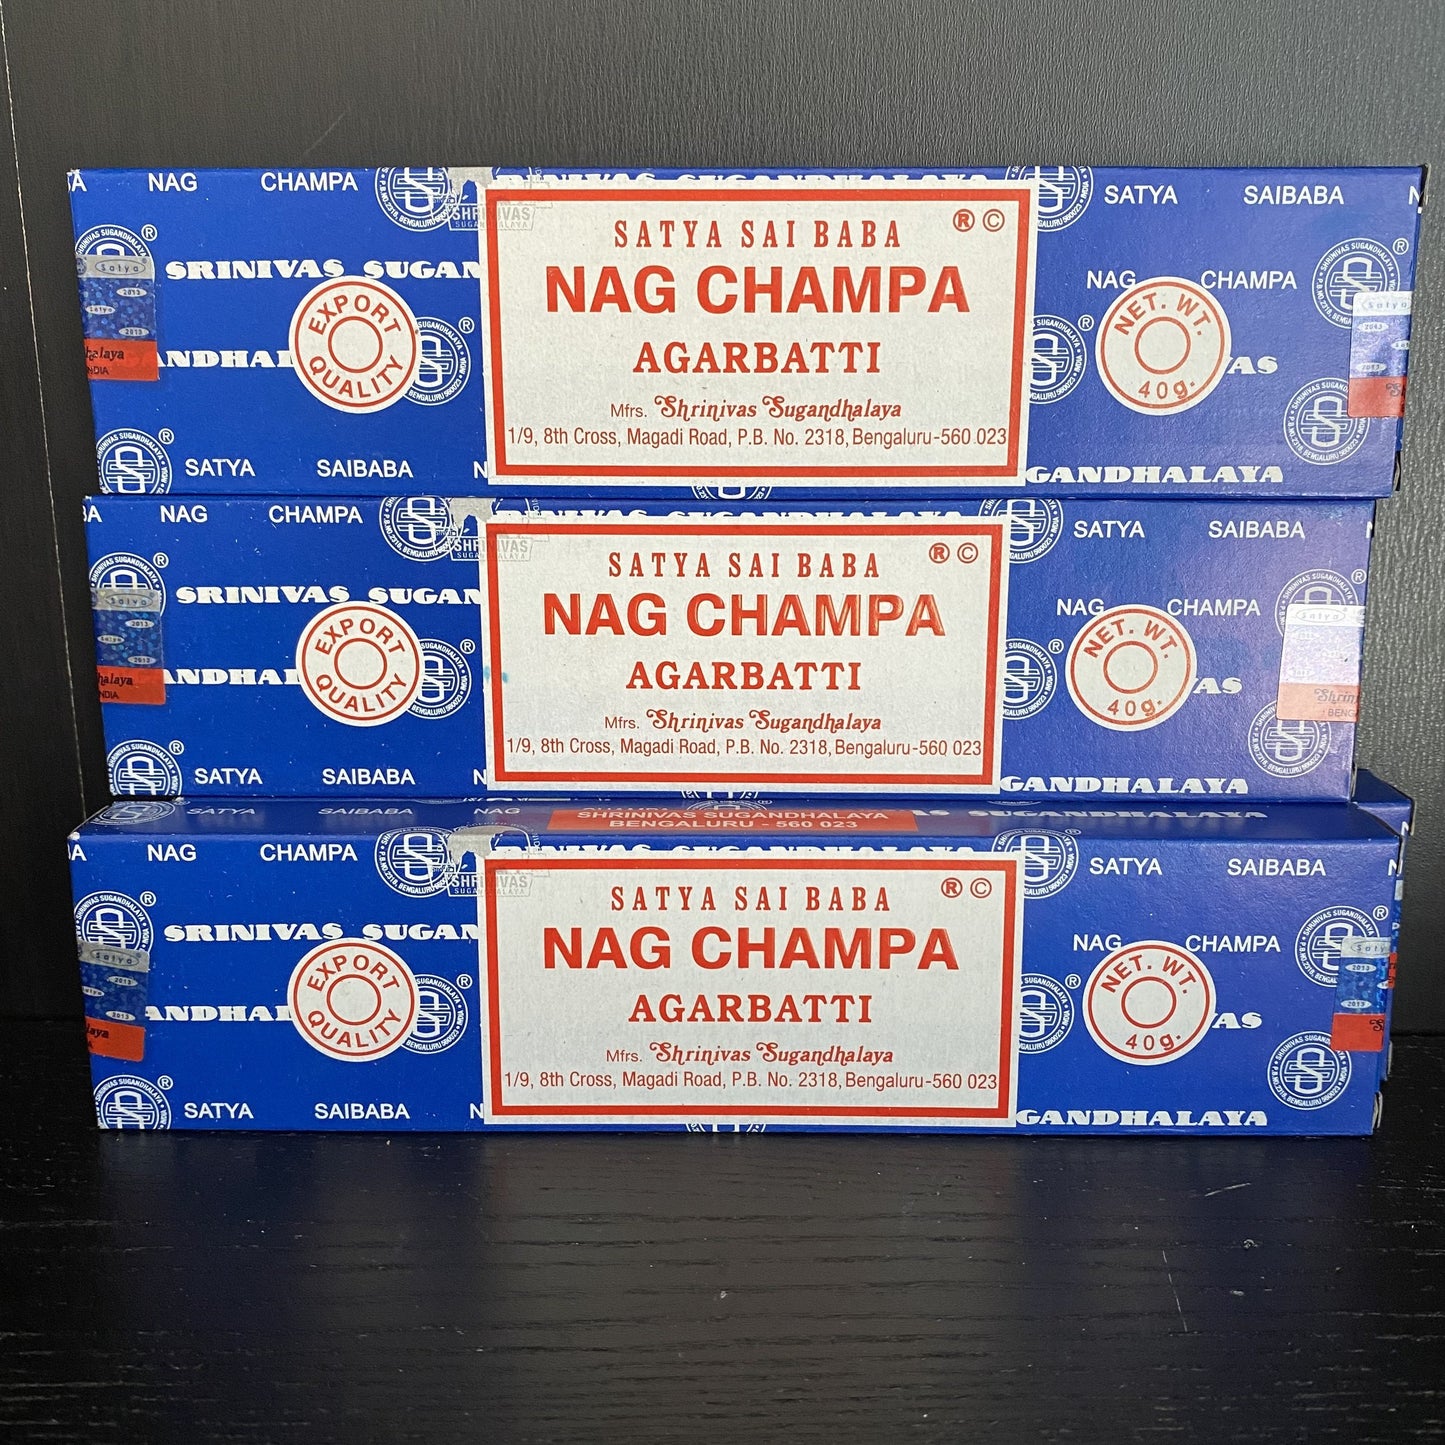 NAG CHAMPA
SATYA SAIBABA
SATYA SAI BABA ® ©
NAG CHAMPA
AGARBATTI
Mfrs. Shrinivas Sugandhalaya
1/9, 8th Cross, Magadi Road, P.B. No. 2318, Bengaluru-560 023
SRINIVAS SUGAN
EXPORT QUALITY
NAG CHAMPA
NET. WT. 40g.
SATYA SAIBABA
GANDHALAYA
NAG CHAMPA
SATYA SAIBABA
SATYA SAI BABA ® ©
NAG CHAMPA
AGARBATTI
Mfrs. Shrinivas Sugandhalaya
1/9, 8th Cross, Magadi Road, P.B. No. 2318, Bengaluru-560 023
SRINIVAS SUGAN
EXPORT QUALITY
NAG CHAMPA
NET. WT. 40g.
SATYA SAIBABA
GANDHALAYA
SATYA SAIBABA NAG
SHRINIVAS SUGANDHALAYA
BENGALURU - 560 023
NAG CHAMPA
SATYA SAIBABA
SATYA SAI BABA ® ©
NAG CHAMPA
AGARBATTI
Mfrs. Shrinivas Sugandhalaya
1/9, 8th Cross, Magadi Road, P.B. No. 2318, Bengaluru-560 023
SRINIVAS SUGAN
EXPORT QUALITY
NAG CHAMPA
NET. WT. 40g.
SATYA SAIBABA
GANDHALAYA